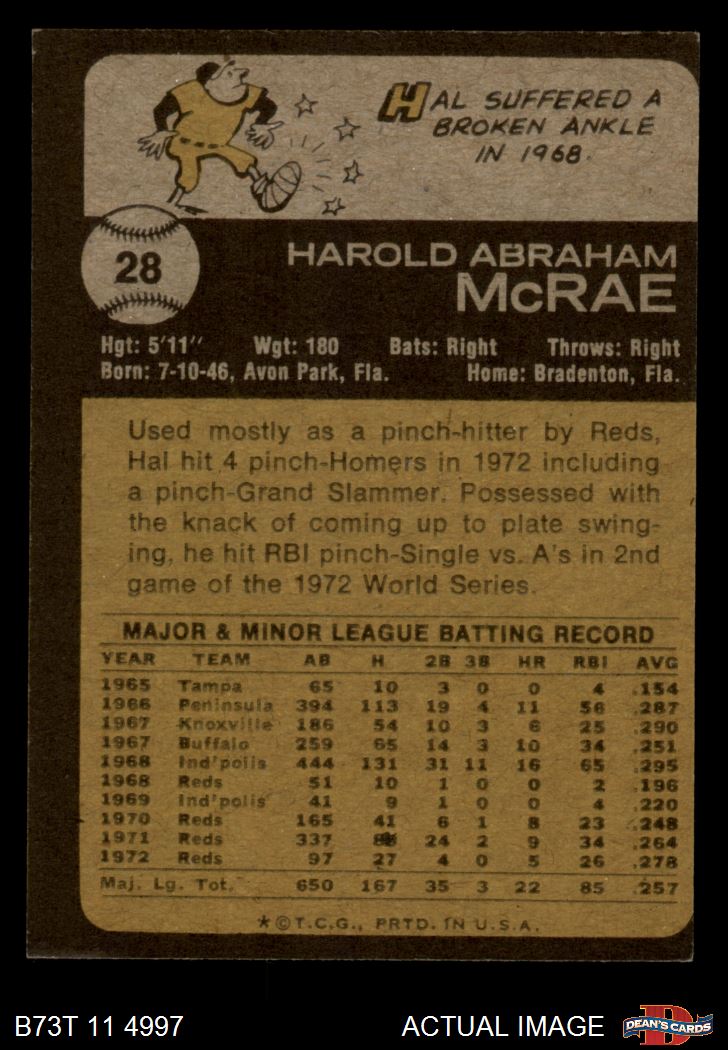 HAL SUFFERED A
BROKEN ANKLE
IN 1968.
28
HAROLD ABRAHAM
McRAE
Hgt: 5'11" Wgt: 180 Bats: Right Throws: Right
Born: 7-10-46, Avon Park, Fla. Home: Bradenton, Fla.
Used mostly as a pinch-hitter by Reds,
Hal hit 4 pinch-Homers in 1972 including
a pinch-Grand Slammer. Possessed with
the knack of coming up to plate swing-
ing, he hit RBI pinch-Single vs. A's in 2nd
game of the 1972 World Series.
MAJOR & MINOR LEAGUE BATTING RECORD
YEAR TEAM AB H 2B 3B HR RBI AVG
1965 Tampa 65 10 3 0 0 4 .154
1966 Peninsula 394 113 19 4 11 56 .287
1967 Knoxville 186 54 10 3 6 25 .290
1967 Buffalo 259 65 14 3 10 34 .251
1968 Ind'polis 444 131 31 11 16 65 .295
1968 Reds 51 10 1 0 0 2 .196
1969 Ind'polis 41 9 1 0 0 4 .220
1970 Reds 165 41 6 1 8 23 .248
1971 Reds 337 24 2 9 34 .264
1972 Reds 97 27 4 0 5 26 .278
Maj. Lg. Tot. 650 167 35 3 22 85 .257
*©T.C.G., PRTD. IN U.S.A.
B73T 11 4997 ACTUAL IMAGE
D
DEAN'S CARDS